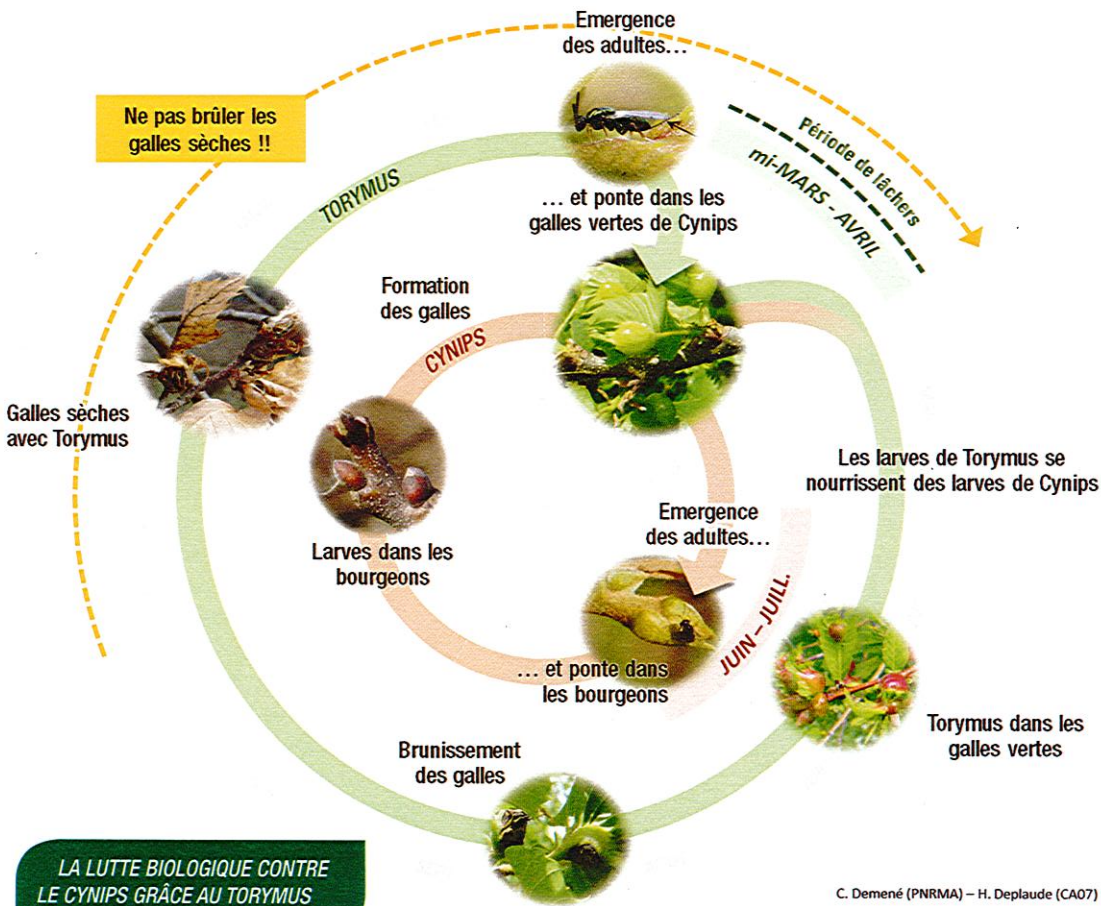 Emergence
des adultes…
Ne pas brûler les
galles sèches !!
Période de lâchers
mi-MARS - AVRIL
TORYMUS
… et ponte dans les
galles vertes de Cynips
Formation
des galles
CYNIPS
Galles sèches
avec Torymus
Les larves de Torymus se
nourrissent des larves de Cynips
Emergence
des adultes…
Larves dans les
bourgeons
JUIN – JUILL.
… et ponte dans
les bourgeons
Torymus dans les
galles vertes
Brunissement
des galles
LA LUTTE BIOLOGIQUE CONTRE
LE CYNIPS GRÂCE AU TORYMUS
C. Demené (PNRMA) – H. Deplaude (CA07)